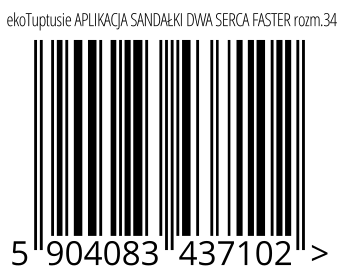 ekoTuptusie APLIKACJA SANDAŁKI DWA SERCA FASTER rozm.34
5 904083 437102 >